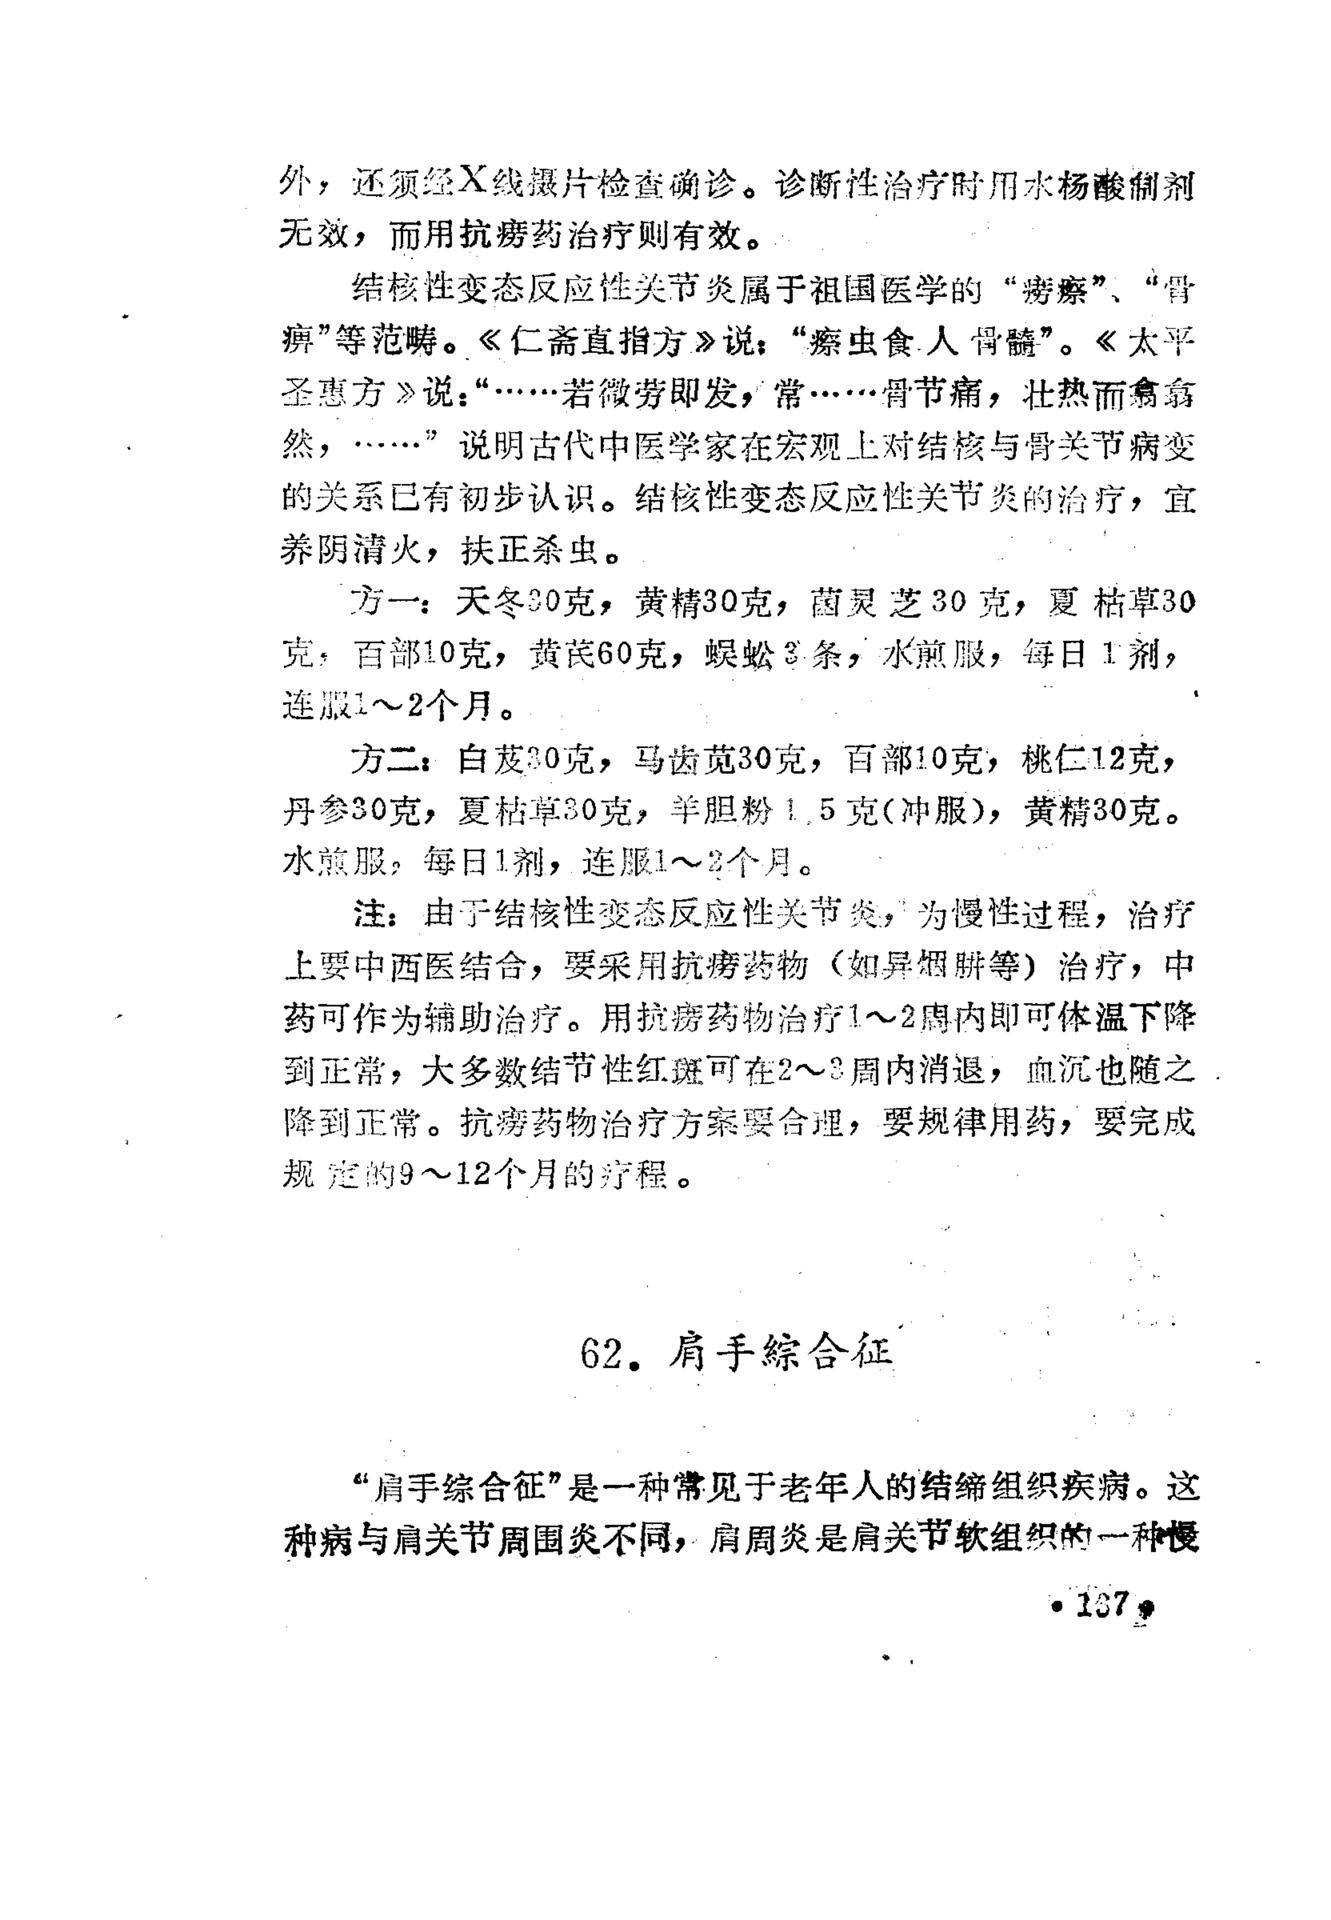 外，还须经X线摄片检查确诊。诊断性治疗时用水杨酸制剂
无效，而用抗痨药治疗则有效。
结核性变态反应性关节炎属于祖国医学的“痨瘵”、“骨
痹”等范畴。《仁斋直指方》说：“瘵虫食人骨髓”。《太平
圣惠方》说：“……若微劳即发，常……骨节痛，壮热而翕翕
然，……”说明古代中医学家在宏观上对结核与骨关节病变
的关系已有初步认识。结核性变态反应性关节炎的治疗，宜
养阴清火，扶正杀虫。
方一：天冬30克，黄精30克，菌灵芝30克，夏枯草30
克，百部10克，黄芪60克，蜈蚣3条，水煎服，每日1剂，
连服1～2个月。
方二：白芨30克，马齿苋30克，百部10克，桃仁12克，
丹参30克，夏枯草30克，羊胆粉1.5克(冲服)，黄精30克。
水煎服，每日1剂，连服1～2个月。
注：由于结核性变态反应性关节炎，为慢性过程，治疗
上要中西医结合，要采用抗痨药物（如异烟肼等）治疗，中
药可作为辅助治疗。用抗痨药物治疗1～2周内即可体温下降
到正常，大多数结节性红斑可在2～3周内消退，血沉也随之
降到正常。抗痨药物治疗方案要合理，要规律用药，要完成
规定的9～12个月的疗程。
62．肩手綜合征
“肩手综合征”是一种常见于老年人的结缔组织疾病。这
种病与肩关节周围炎不同，肩周炎是肩关节软组织的一种慢
•187•